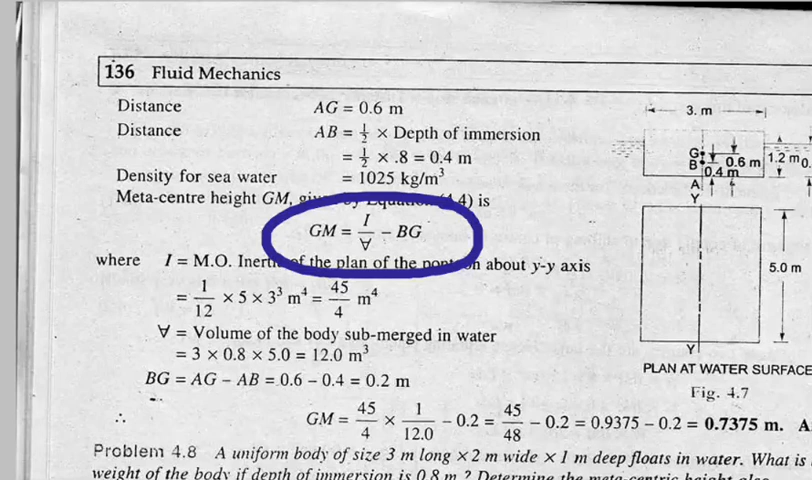 136 Fluid Mechanics
Distance AG = 0.6 m
Distance AB = ½ × Depth of immersion
= ½ × .8 = 0.4 m
Density for sea water = 1025 kg/m³
Meta-centre height GM, given by Equation (4.4) is
GM = I/∀ − BG
where I = M.O. Inertia of the plan of the pontoon about y-y axis
= 1/12 × 5 × 3³ m⁴ = 45/4 m⁴
∀ = Volume of the body sub-merged in water
= 3 × 0.8 × 5.0 = 12.0 m³
BG = AG − AB = 0.6 − 0.4 = 0.2 m
∴ GM = 45/4 × 1/12.0 − 0.2 = 45/48 − 0.2 = 0.9375 − 0.2 = 0.7375 m. A
Problem 4.8 A uniform body of size 3 m long × 2 m wide × 1 m deep floats in water. What is
weight of the body if depth of immersion is 0.8 m ? Determine the meta-centric height also
3. m
G
B
0.6 m
1.2 m
0.
0.4 m
A
Y
5.0 m
Y
PLAN AT WATER SURFACE
Fig. 4.7